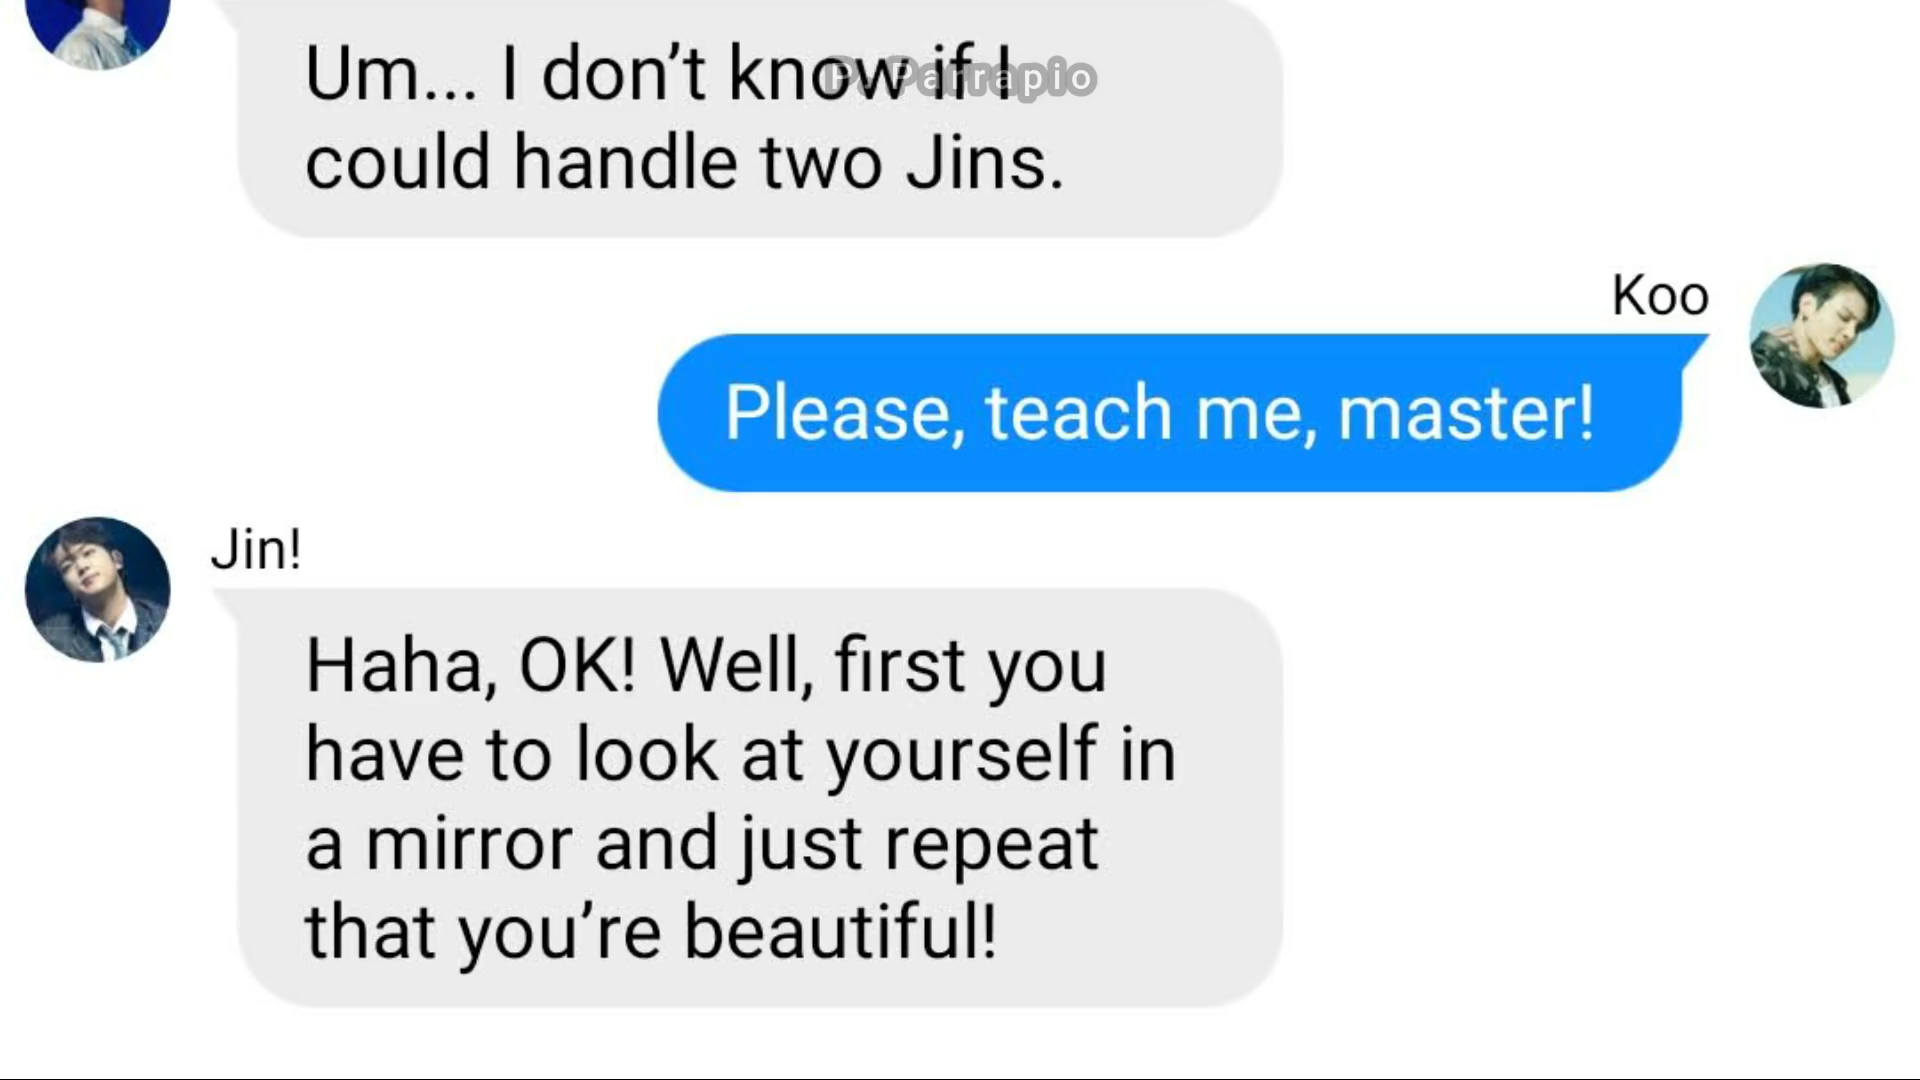 Um... I don’t know if I
P. Parrapio
could handle two Jins.
Koo
Please, teach me, master!
Jin!
Haha, OK! Well, first you
have to look at yourself in
a mirror and just repeat
that you’re beautiful!